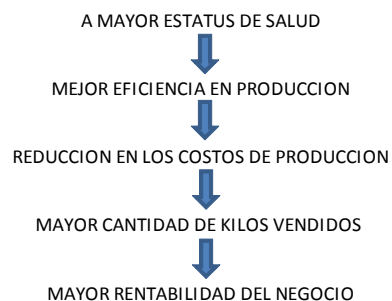 A MAYOR ESTATUS DE SALUD
MEJOR EFICIENCIA EN PRODUCCION
REDUCCION EN LOS COSTOS DE PRODUCCION
MAYOR CANTIDAD DE KILOS VENDIDOS
MAYOR RENTABILIDAD DEL NEGOCIO